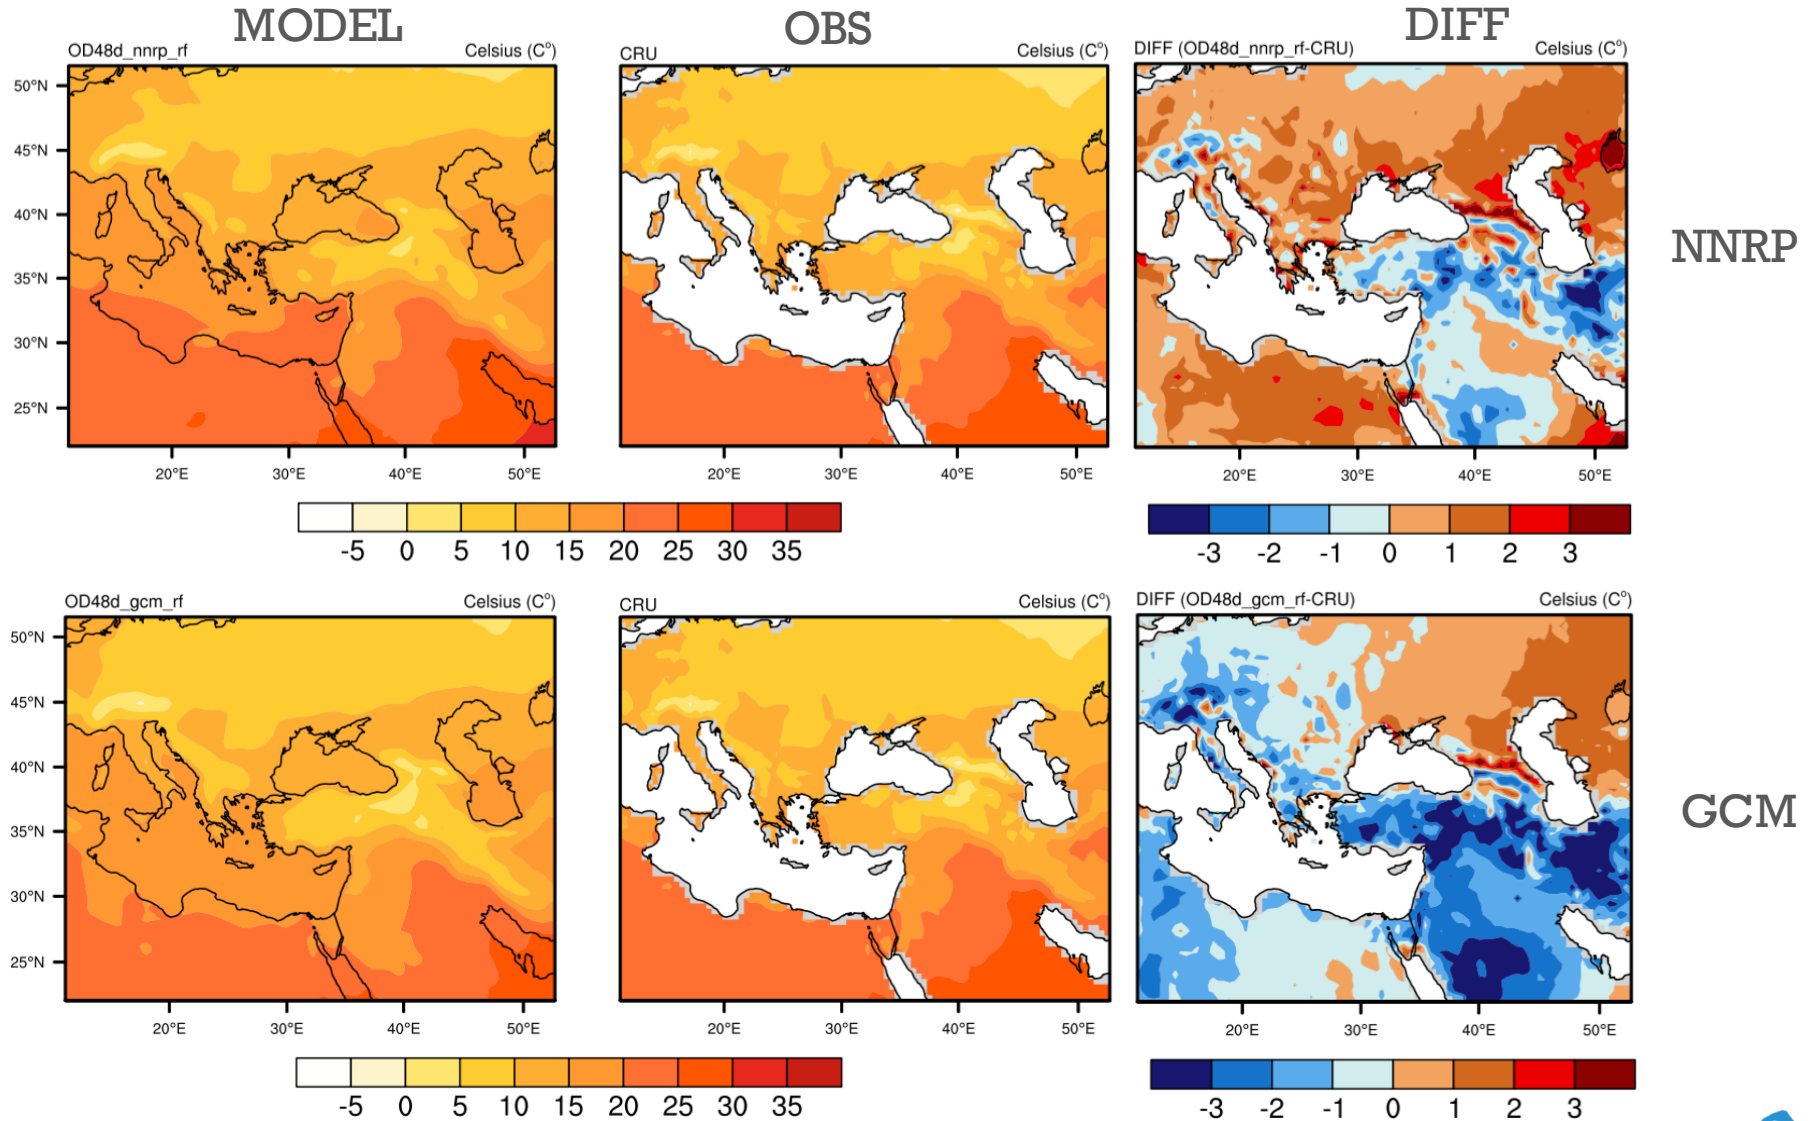 MODEL OBS DIFF
OD48d_nnrp_rf Celsius (C°) CRU Celsius (C°) DIFF (OD48d_nnrp_rf-CRU) Celsius (C°)
50°N
45°N
40°N
35°N
30°N
25°N
20°E 30°E 40°E 50°E 20°E 30°E 40°E 50°E 20°E 30°E 40°E 50°E
NNRP
-5 0 5 10 15 20 25 30 35 -3 -2 -1 0 1 2 3
OD48d_gcm_rf Celsius (C°) CRU Celsius (C°) DIFF (OD48d_gcm_rf-CRU) Celsius (C°)
50°N
45°N
40°N
35°N
30°N
25°N
20°E 30°E 40°E 50°E 20°E 30°E 40°E 50°E 20°E 30°E 40°E 50°E
GCM
-5 0 5 10 15 20 25 30 35 -3 -2 -1 0 1 2 3